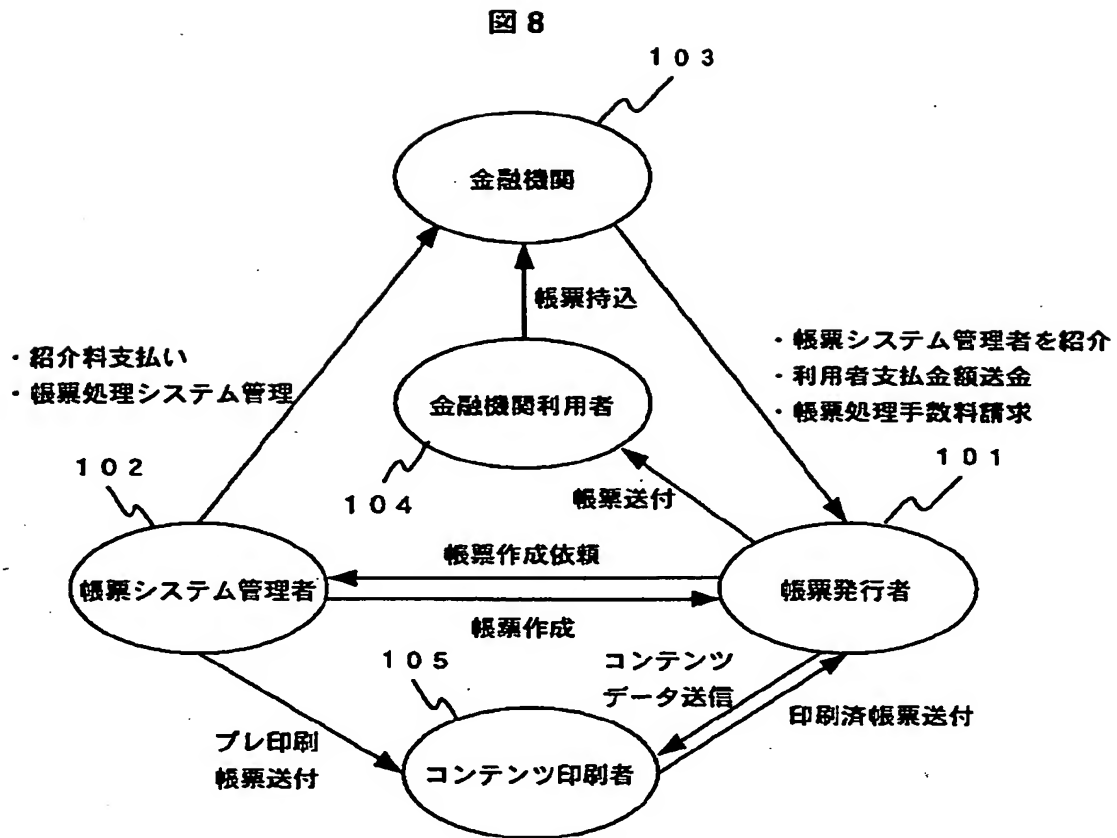 図8
103
金融機関
帳票持込
・紹介料支払い
・帳票処理システム管理
・帳票システム管理者を紹介
・利用者支払金額送金
・帳票処理手数料請求
金融機関利用者
102
104
帳票送付
101
帳票作成依頼
帳票システム管理者
帳票発行者
帳票作成
105
コンテンツ
データ送信
印刷済帳票送付
プレ印刷
帳票送付
コンテンツ印刷者